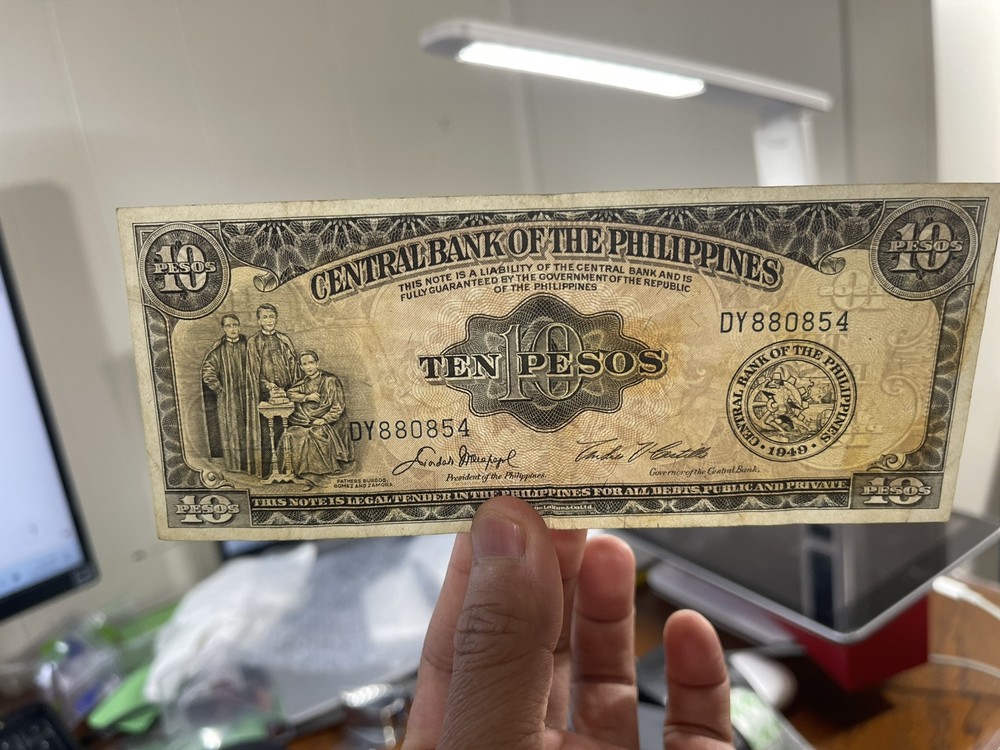 10
PESOS
10
PESOS
CENTRAL BANK OF THE PHILIPPINES
THIS NOTE IS A LIABILITY OF THE CENTRAL BANK AND IS
FULLY GUARANTEED BY THE GOVERNMENT OF THE REPUBLIC
OF THE PHILIPPINES
DY880854
10
TEN PESOS
CENTRAL BANK OF THE PHILIPPINES
1949
DY880854
President of the Philippines.
Governor of the Central Bank.
FATHERS BURGOS,
GOMEZ AND ZAMORA
10
PESOS
THIS NOTE IS LEGAL TENDER IN THE PHILIPPINES FOR ALL DEBTS, PUBLIC AND PRIVATE
10
PESOS